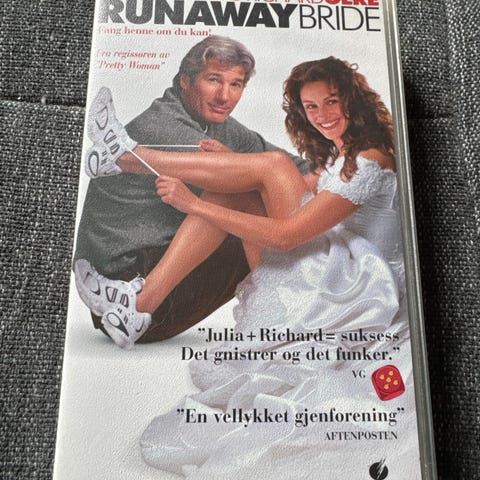 RUNAWAY BRIDE
Fang henne om du kan!
Fra regissøren av
"Pretty Woman"
"Julia + Richard = suksess
Det gnistrer og det funker."
VG
"En vellykket gjenforening"
AFTENPOSTEN